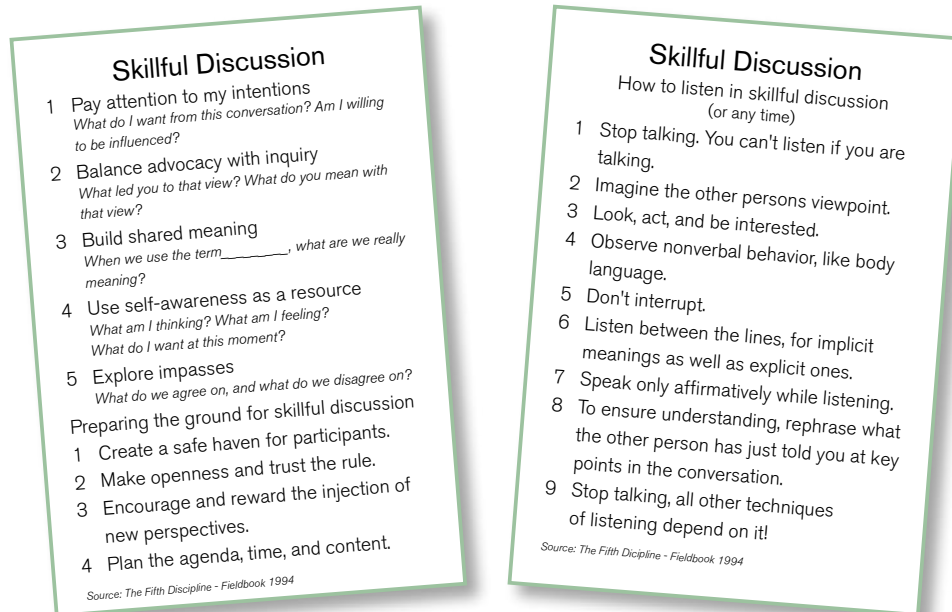 Skillful Discussion
1 Pay attention to my intentions
What do I want from this conversation? Am I willing
to be influenced?
2 Balance advocacy with inquiry
What led you to that view? What do you mean with
that view?
3 Build shared meaning
When we use the term_________, what are we really
meaning?
4 Use self-awareness as a resource
What am I thinking? What am I feeling?
What do I want at this moment?
5 Explore impasses
What do we agree on, and what do we disagree on?
Preparing the ground for skillful discussion
1 Create a safe haven for participants.
2 Make openness and trust the rule.
3 Encourage and reward the injection of
new perspectives.
4 Plan the agenda, time, and content.
Source: The Fifth Discipline - Fieldbook 1994
Skillful Discussion
How to listen in skillful discussion
(or any time)
1 Stop talking. You can't listen if you are
talking.
2 Imagine the other persons viewpoint.
3 Look, act, and be interested.
4 Observe nonverbal behavior, like body
language.
5 Don't interrupt.
6 Listen between the lines, for implicit
meanings as well as explicit ones.
7 Speak only affirmatively while listening.
8 To ensure understanding, rephrase what
the other person has just told you at key
points in the conversation.
9 Stop talking, all other techniques
of listening depend on it!
Source: The Fifth Dicipline - Fieldbook 1994